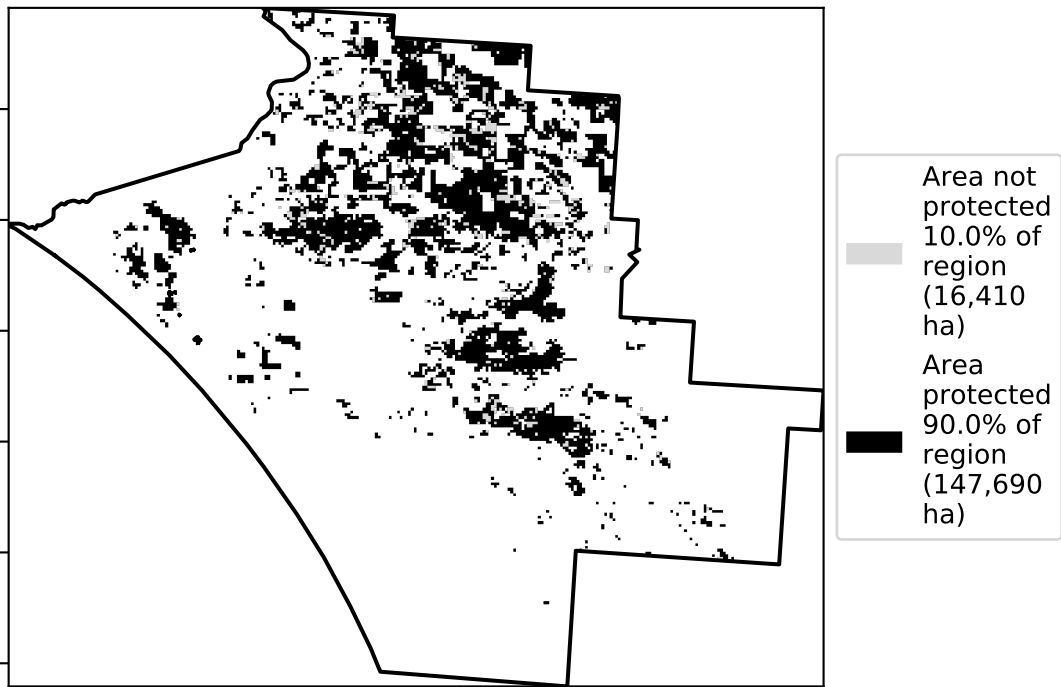 Area not
protected
10.0% of
region
(16,410
ha)
Area
protected
90.0% of
region
(147,690
ha)